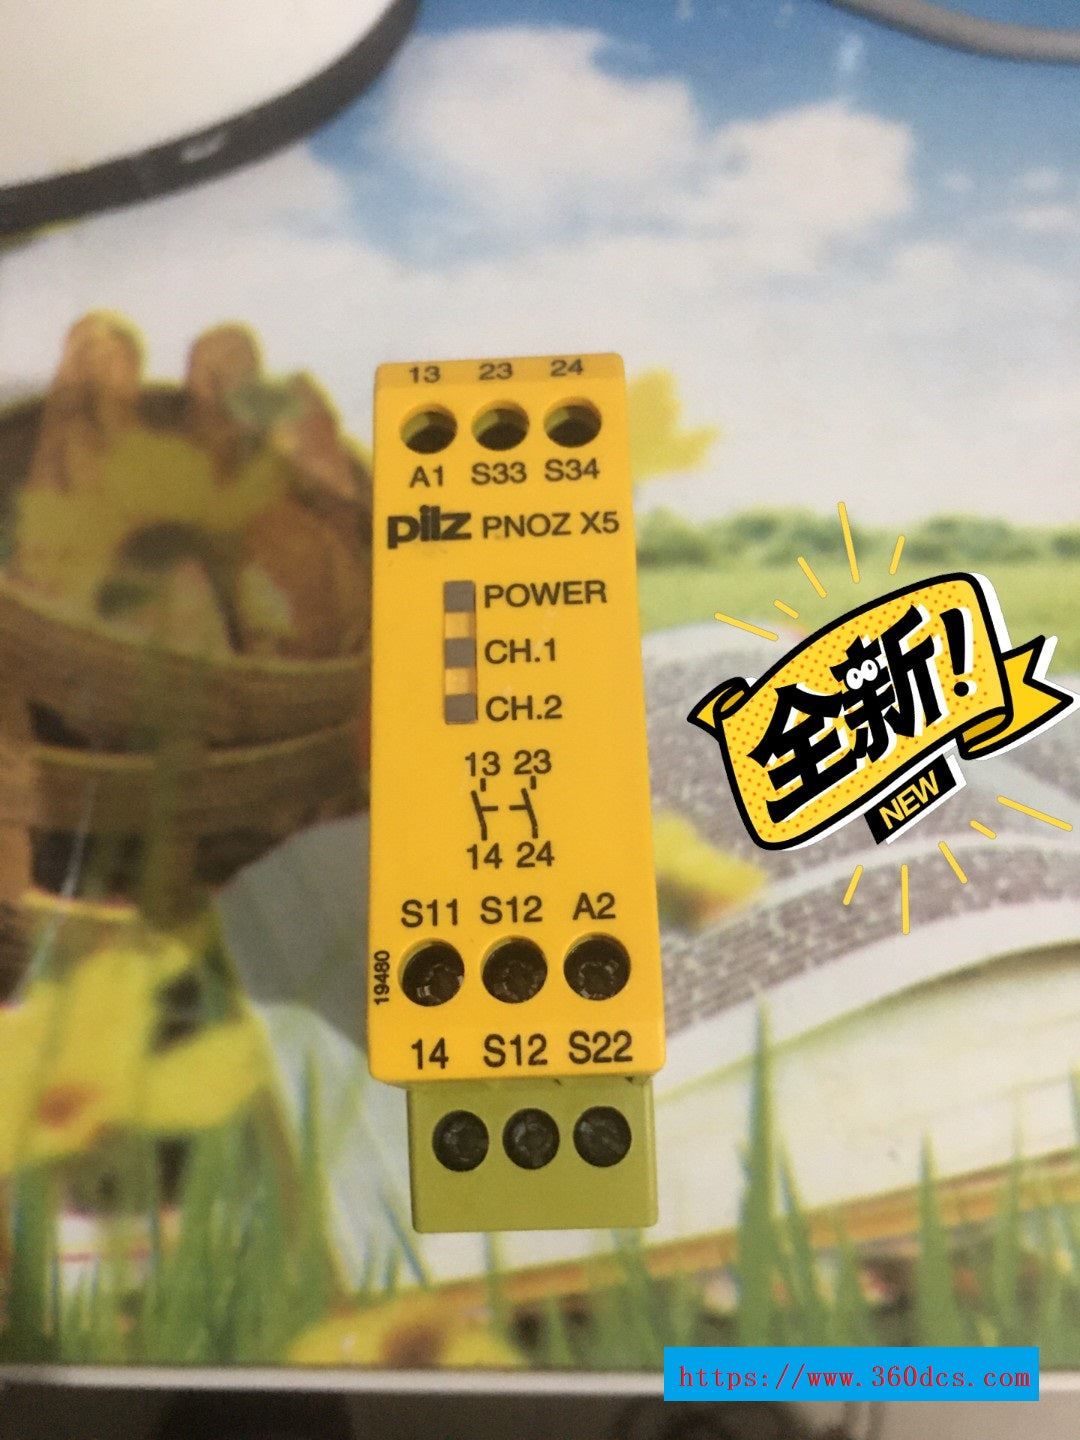 13 23 24
A1 S33 S34
pilz PNOZ X5
POWER
CH.1
CH.2
13 23
14 24
S11 S12 A2
19480
14 S12 S22
全新!
NEW
https://www.360dcs.com